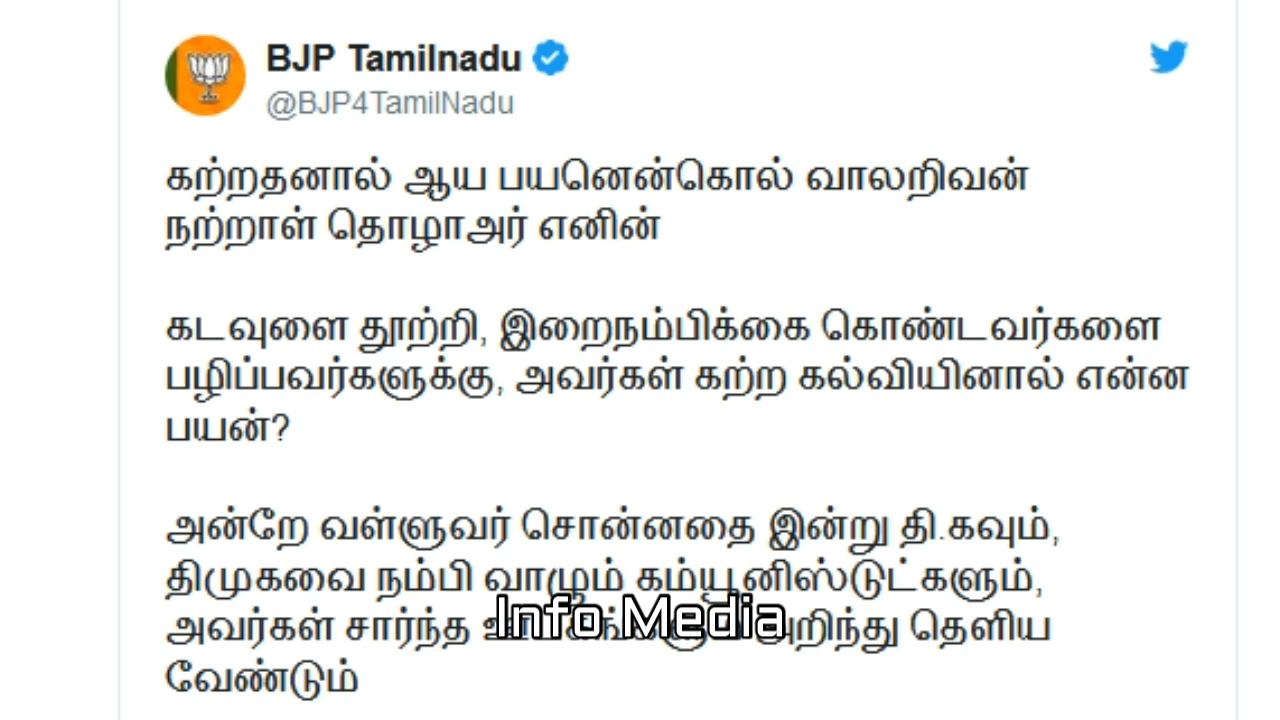 BJP Tamilnadu
@BJP4TamilNadu
கற்றதனால் ஆய பயனென்கொல் வாலறிவன்
நற்றாள் தொழாஅர் எனின்
கடவுளை தூற்றி, இறைநம்பிக்கை கொண்டவர்களை
பழிப்பவர்களுக்கு, அவர்கள் கற்ற கல்வியினால் என்ன
பயன்?
அன்றே வள்ளுவர் சொன்னதை இன்று தி.கவும்,
திமுகவை நம்பி வாழும் கம்யூனிஸ்டுட்களும்,
அவர்கள் சார்ந்த அறிந்து தெளிய
வேண்டும்
Info Media